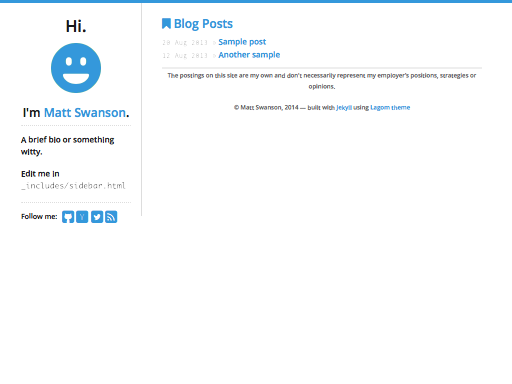 Hi.
I'm Matt Swanson.
A brief bio or something
witty.
Edit me in
_includes/sidebar.html
Follow me:
Blog Posts
20 Aug 2013 » Sample post
12 Aug 2013 » Another sample
The postings on this site are my own and don't necessarily represent my employer's positions, strategies or
opinions.
© Matt Swanson, 2014 — built with Jekyll using Lagom theme